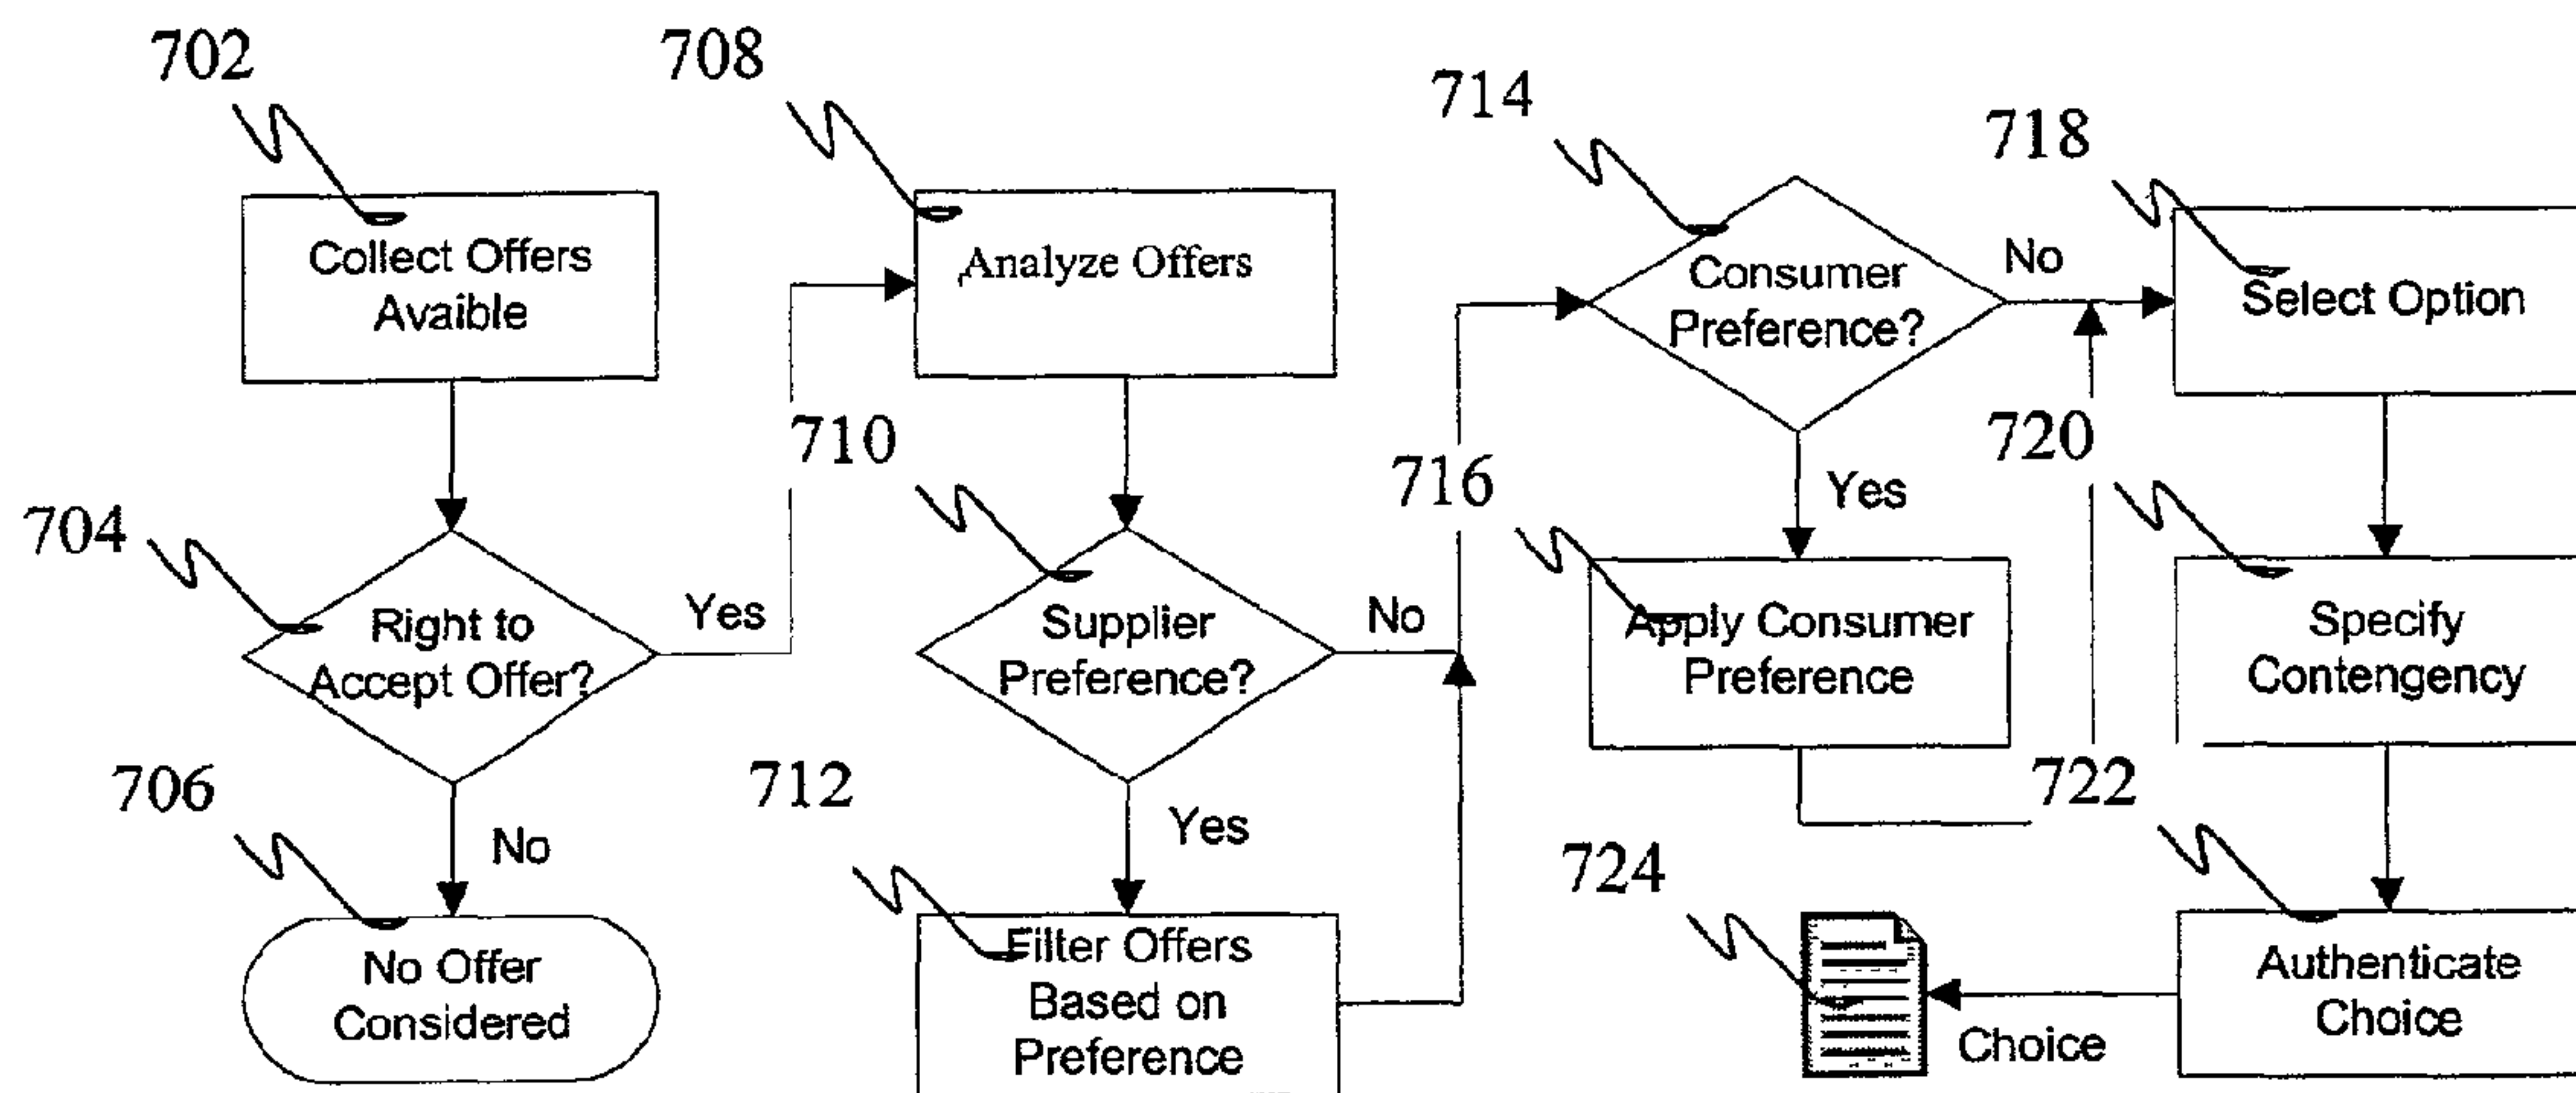 702
Collect Offers
Avaible
704
Right to
Accept Offer?
Yes
No
706
No Offer
Considered
708
Analyze Offers
710
Supplier
Preference?
No
Yes
712
Filter Offers
Based on
Preference
714
Consumer
Preference?
No
Yes
716
Apply Consumer
Preference
718
Select Option
720
Specify
Contengency
722
Authenticate
Choice
Choice
724